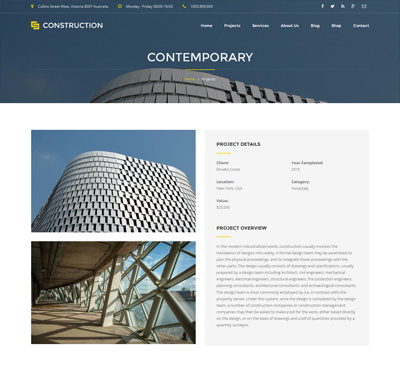 Collins Street West, Victoria 8007 Australia
Monday - Friday 08:00-16:00
1800.899.900
CONSTRUCTION
Home
Projects
Services
About Us
Blog
Shop
Contact
CONTEMPORARY
Home
Projects
PROJECT DETAILS
Client:
Envato Corps
Year Completed:
2015
Location:
New York, USA
Category:
Hospitaly
Value:
$25.000
PROJECT OVERVIEW
In the modern industrialized world, construction usually involves the
translation of designs into reality. A formal design team may be assembled to
plan the physical proceedings, and to integrate those proceedings with the
other parts. The design usually consists of drawings and specifications, usually
prepared by a design team including architect, civil engineers, mechanical
engineers, electrical engineers, structural engineers, fire protection engineers,
planning consultants, architectural consultants, and archaeological consultants.
The design team is most commonly employed by (i.e. in contract with) the
property owner. Under this system, once the design is completed by the design
team, a number of construction companies or construction management
companies may then be asked to make a bid for the work, either based directly
on the design, or on the basis of drawings and a bill of quantities provided by a
quantity surveyor.